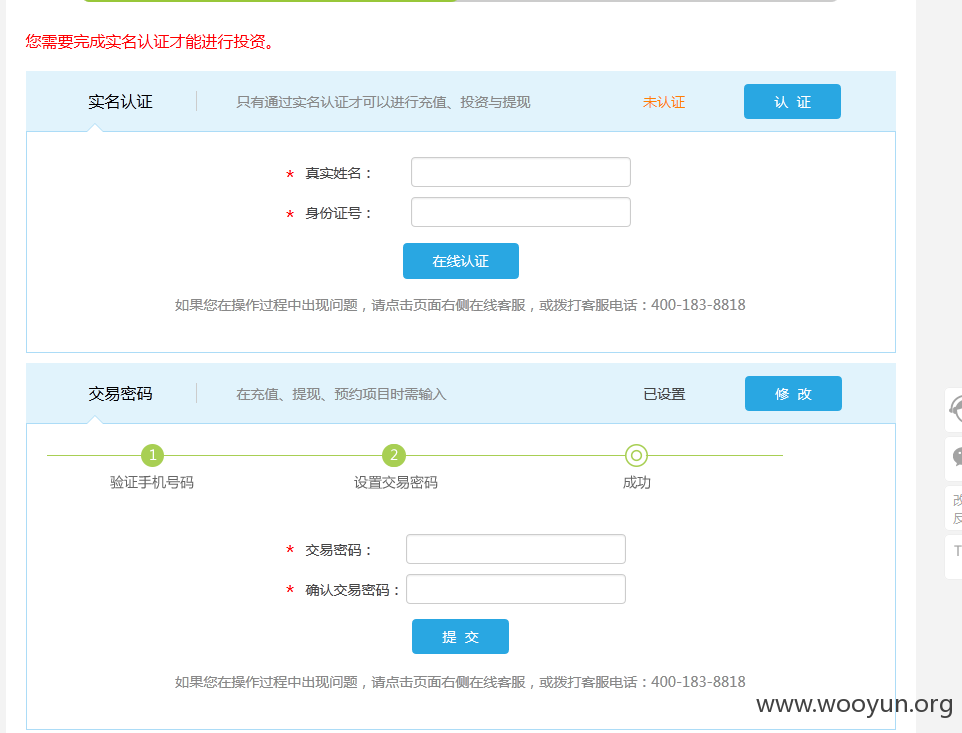 您需要完成实名认证才能进行投资。
实名认证 只有通过实名认证才可以进行充值、投资与提现 未认证 认 证
* 真实姓名：
* 身份证号：
在线认证
如果您在操作过程中出现问题，请点击页面右侧在线客服，或拨打客服电话：400-183-8818
交易密码 在充值、提现、预约项目时需输入 已设置 修 改
1 2
验证手机号码 设置交易密码 成功
改
反
T
* 交易密码：
* 确认交易密码：
提 交
如果您在操作过程中出现问题，请点击页面右侧在线客服，或拨打客服电话：400-183-8818
www.wooyun.org